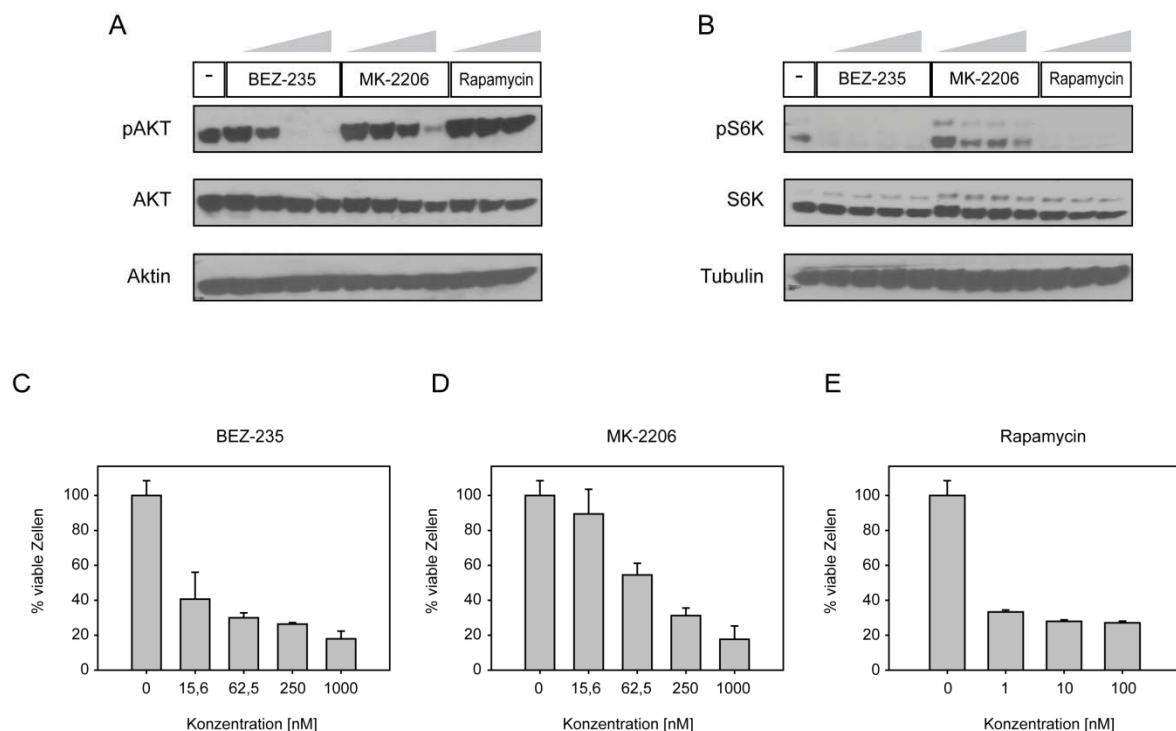 A
- BEZ-235 MK-2206 Rapamycin
pAKT
AKT
Aktin
B
- BEZ-235 MK-2206 Rapamycin
pS6K
S6K
Tubulin
C
BEZ-235
% viable Zellen
100
80
60
40
20
0
0 15,6 62,5 250 1000
Konzentration [nM]
D
MK-2206
% viable Zellen
100
80
60
40
20
0
0 15,6 62,5 250 1000
Konzentration [nM]
E
Rapamycin
% viable Zellen
100
80
60
40
20
0
0 1 10 100
Konzentration [nM]